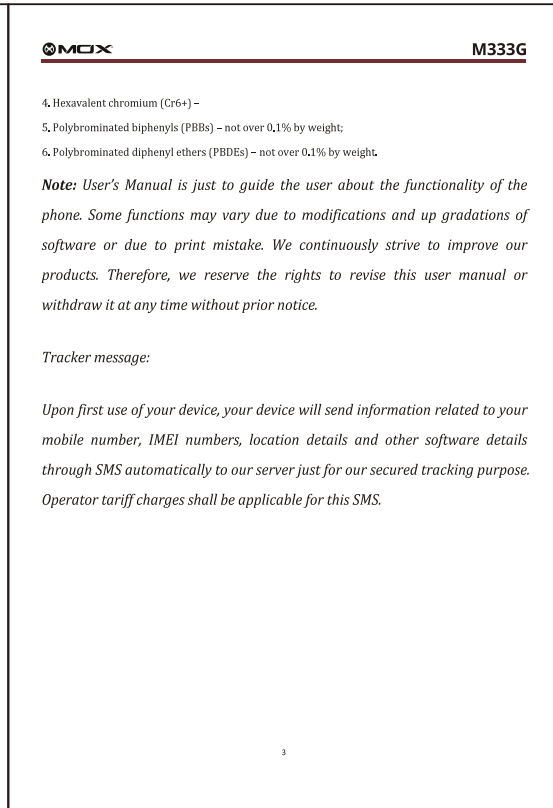 MOX
M333G
4. Hexavalent chromium (Cr6+) –
5. Polybrominated biphenyls (PBBs) – not over 0.1% by weight;
6. Polybrominated diphenyl ethers (PBDEs) – not over 0.1% by weight.
Note: User's Manual is just to guide the user about the functionality of the
phone. Some functions may vary due to modifications and up gradations of
software or due to print mistake. We continuously strive to improve our
products. Therefore, we reserve the rights to revise this user manual or
withdraw it at any time without prior notice.
Tracker message:
Upon first use of your device, your device will send information related to your
mobile number, IMEI numbers, location details and other software details
through SMS automatically to our server just for our secured tracking purpose.
Operator tariff charges shall be applicable for this SMS.
3